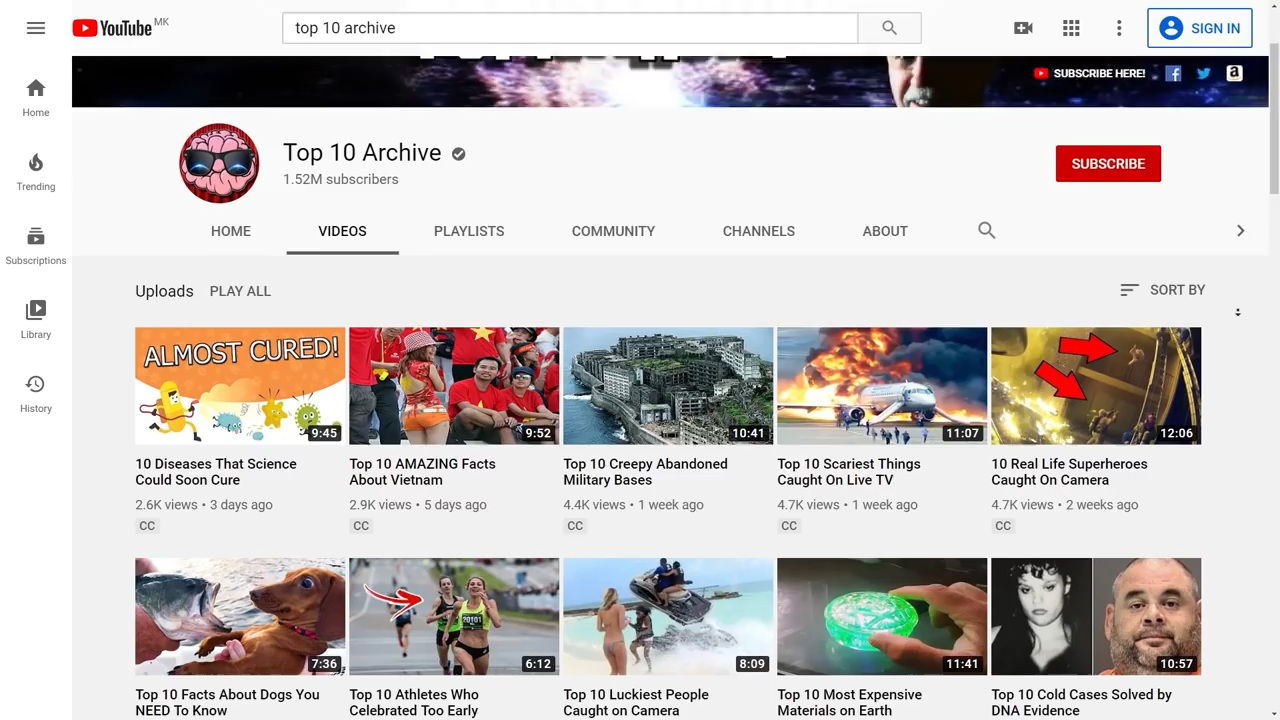 YouTube MK
top 10 archive
SIGN IN
Home
Trending
Subscriptions
Library
History
SUBSCRIBE HERE!
Top 10 Archive
1.52M subscribers
SUBSCRIBE
HOME VIDEOS PLAYLISTS COMMUNITY CHANNELS ABOUT
Uploads PLAY ALL
SORT BY
ALMOST CURED!
9:45
9:52
10:41
11:07
12:06
10 Diseases That Science
Could Soon Cure
2.6K views • 3 days ago
CC
Top 10 AMAZING Facts
About Vietnam
2.9K views • 5 days ago
CC
Top 10 Creepy Abandoned
Military Bases
4.4K views • 1 week ago
CC
Top 10 Scariest Things
Caught On Live TV
4.7K views • 1 week ago
CC
10 Real Life Superheroes
Caught On Camera
4.7K views • 2 weeks ago
CC
7:36
20101
6:12
8:09
11:41
10:57
Top 10 Facts About Dogs You
NEED To Know
Top 10 Athletes Who
Celebrated Too Early
Top 10 Luckiest People
Caught on Camera
Top 10 Most Expensive
Materials on Earth
Top 10 Cold Cases Solved by
DNA Evidence